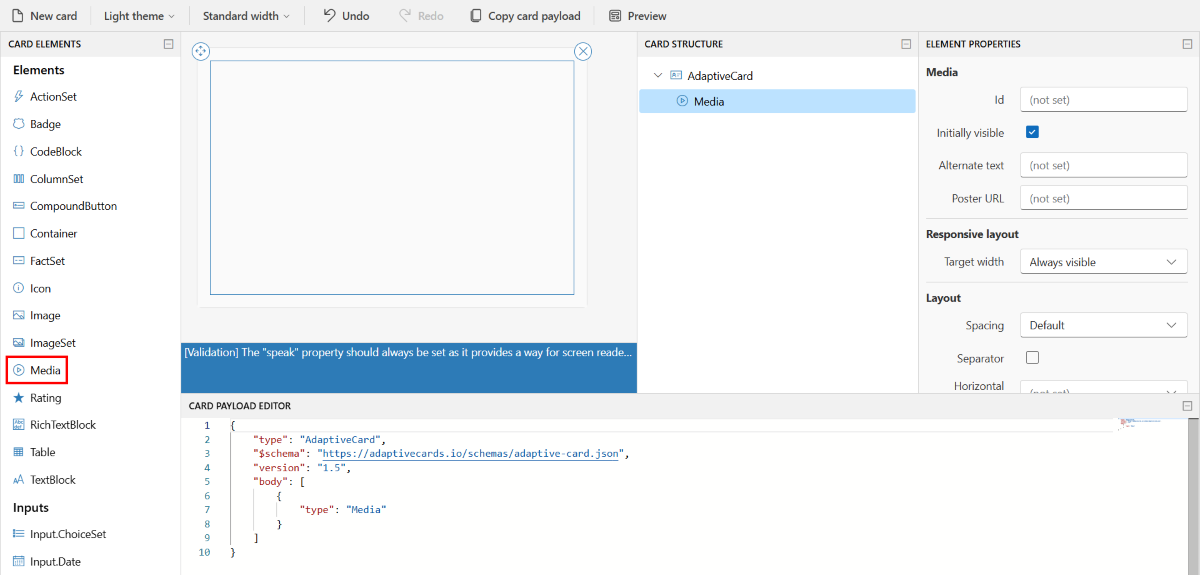 New card
Light theme
Standard width
Undo
Redo
Copy card payload
Preview
CARD ELEMENTS
Elements
ActionSet
Badge
CodeBlock
ColumnSet
CompoundButton
Container
FactSet
Icon
Image
ImageSet
Media
Rating
RichTextBlock
Table
TextBlock
Inputs
Input.ChoiceSet
Input.Date
[Validation] The "speak" property should always be set as it provides a way for screen reade...
CARD STRUCTURE
AdaptiveCard
Media
ELEMENT PROPERTIES
Media
Id (not set)
Initially visible
Alternate text (not set)
Poster URL (not set)
Responsive layout
Target width Always visible
Layout
Spacing Default
Separator
Horizontal (not set)
CARD PAYLOAD EDITOR
1 {
2 "type": "AdaptiveCard",
3 "$schema": "https://adaptivecards.io/schemas/adaptive-card.json",
4 "version": "1.5",
5 "body": [
6 {
7 "type": "Media"
8 }
9 ]
10 }